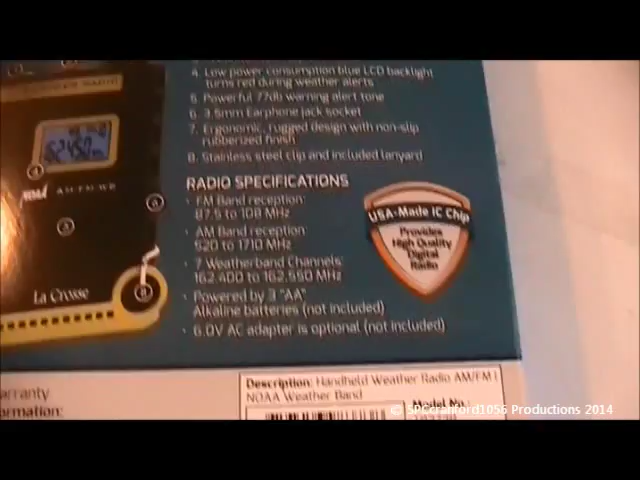 4. Low power consumption blue LCD backlight
turns red during weather alerts
5. Powerful 77db warning alert tone
6. 3.5mm Earphone jack socket
7. Ergonomic, rugged design with non-slip
rubberized finish
8. Stainless steel clip and included lanyard
RADIO SPECIFICATIONS
• FM Band reception:
87.5 to 108 MHz
• AM Band reception:
520 to 1710 MHz
• 7 Weatherband Channels:
162.400 to 162.550 MHz
• Powered by 3 "AA"
Alkaline batteries (not included)
• 6.0V AC adapter is optional (not included)
USA-Made IC Chip
Provides
High Quality
Digital
Radio
4
AM/FM/WB
La Crosse
8
arranty
formation:
Description: Handheld Weather Radio AM/FM
NOAA Weather Band
Model No.:
© SPCcranford1056 Productions 2014